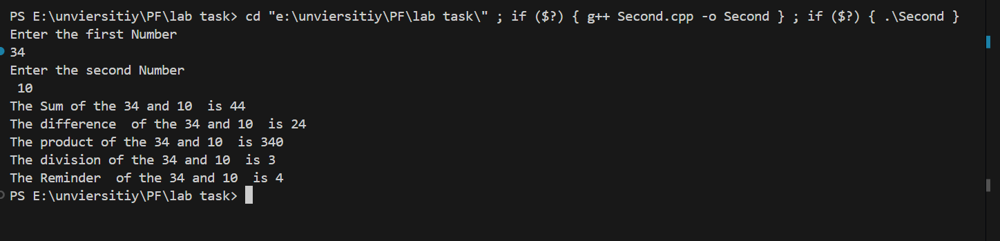 PS E:\unviersitiy\PF\lab task> cd "e:\unviersitiy\PF\lab task\" ; if ($?) { g++ Second.cpp -o Second } ; if ($?) { .\Second }
Enter the first Number
34
Enter the second Number
 10
The Sum of the 34 and 10  is 44
The difference  of the 34 and 10  is 24
The product of the 34 and 10  is 340
The division of the 34 and 10  is 3
The Reminder  of the 34 and 10  is 4
PS E:\unviersitiy\PF\lab task>